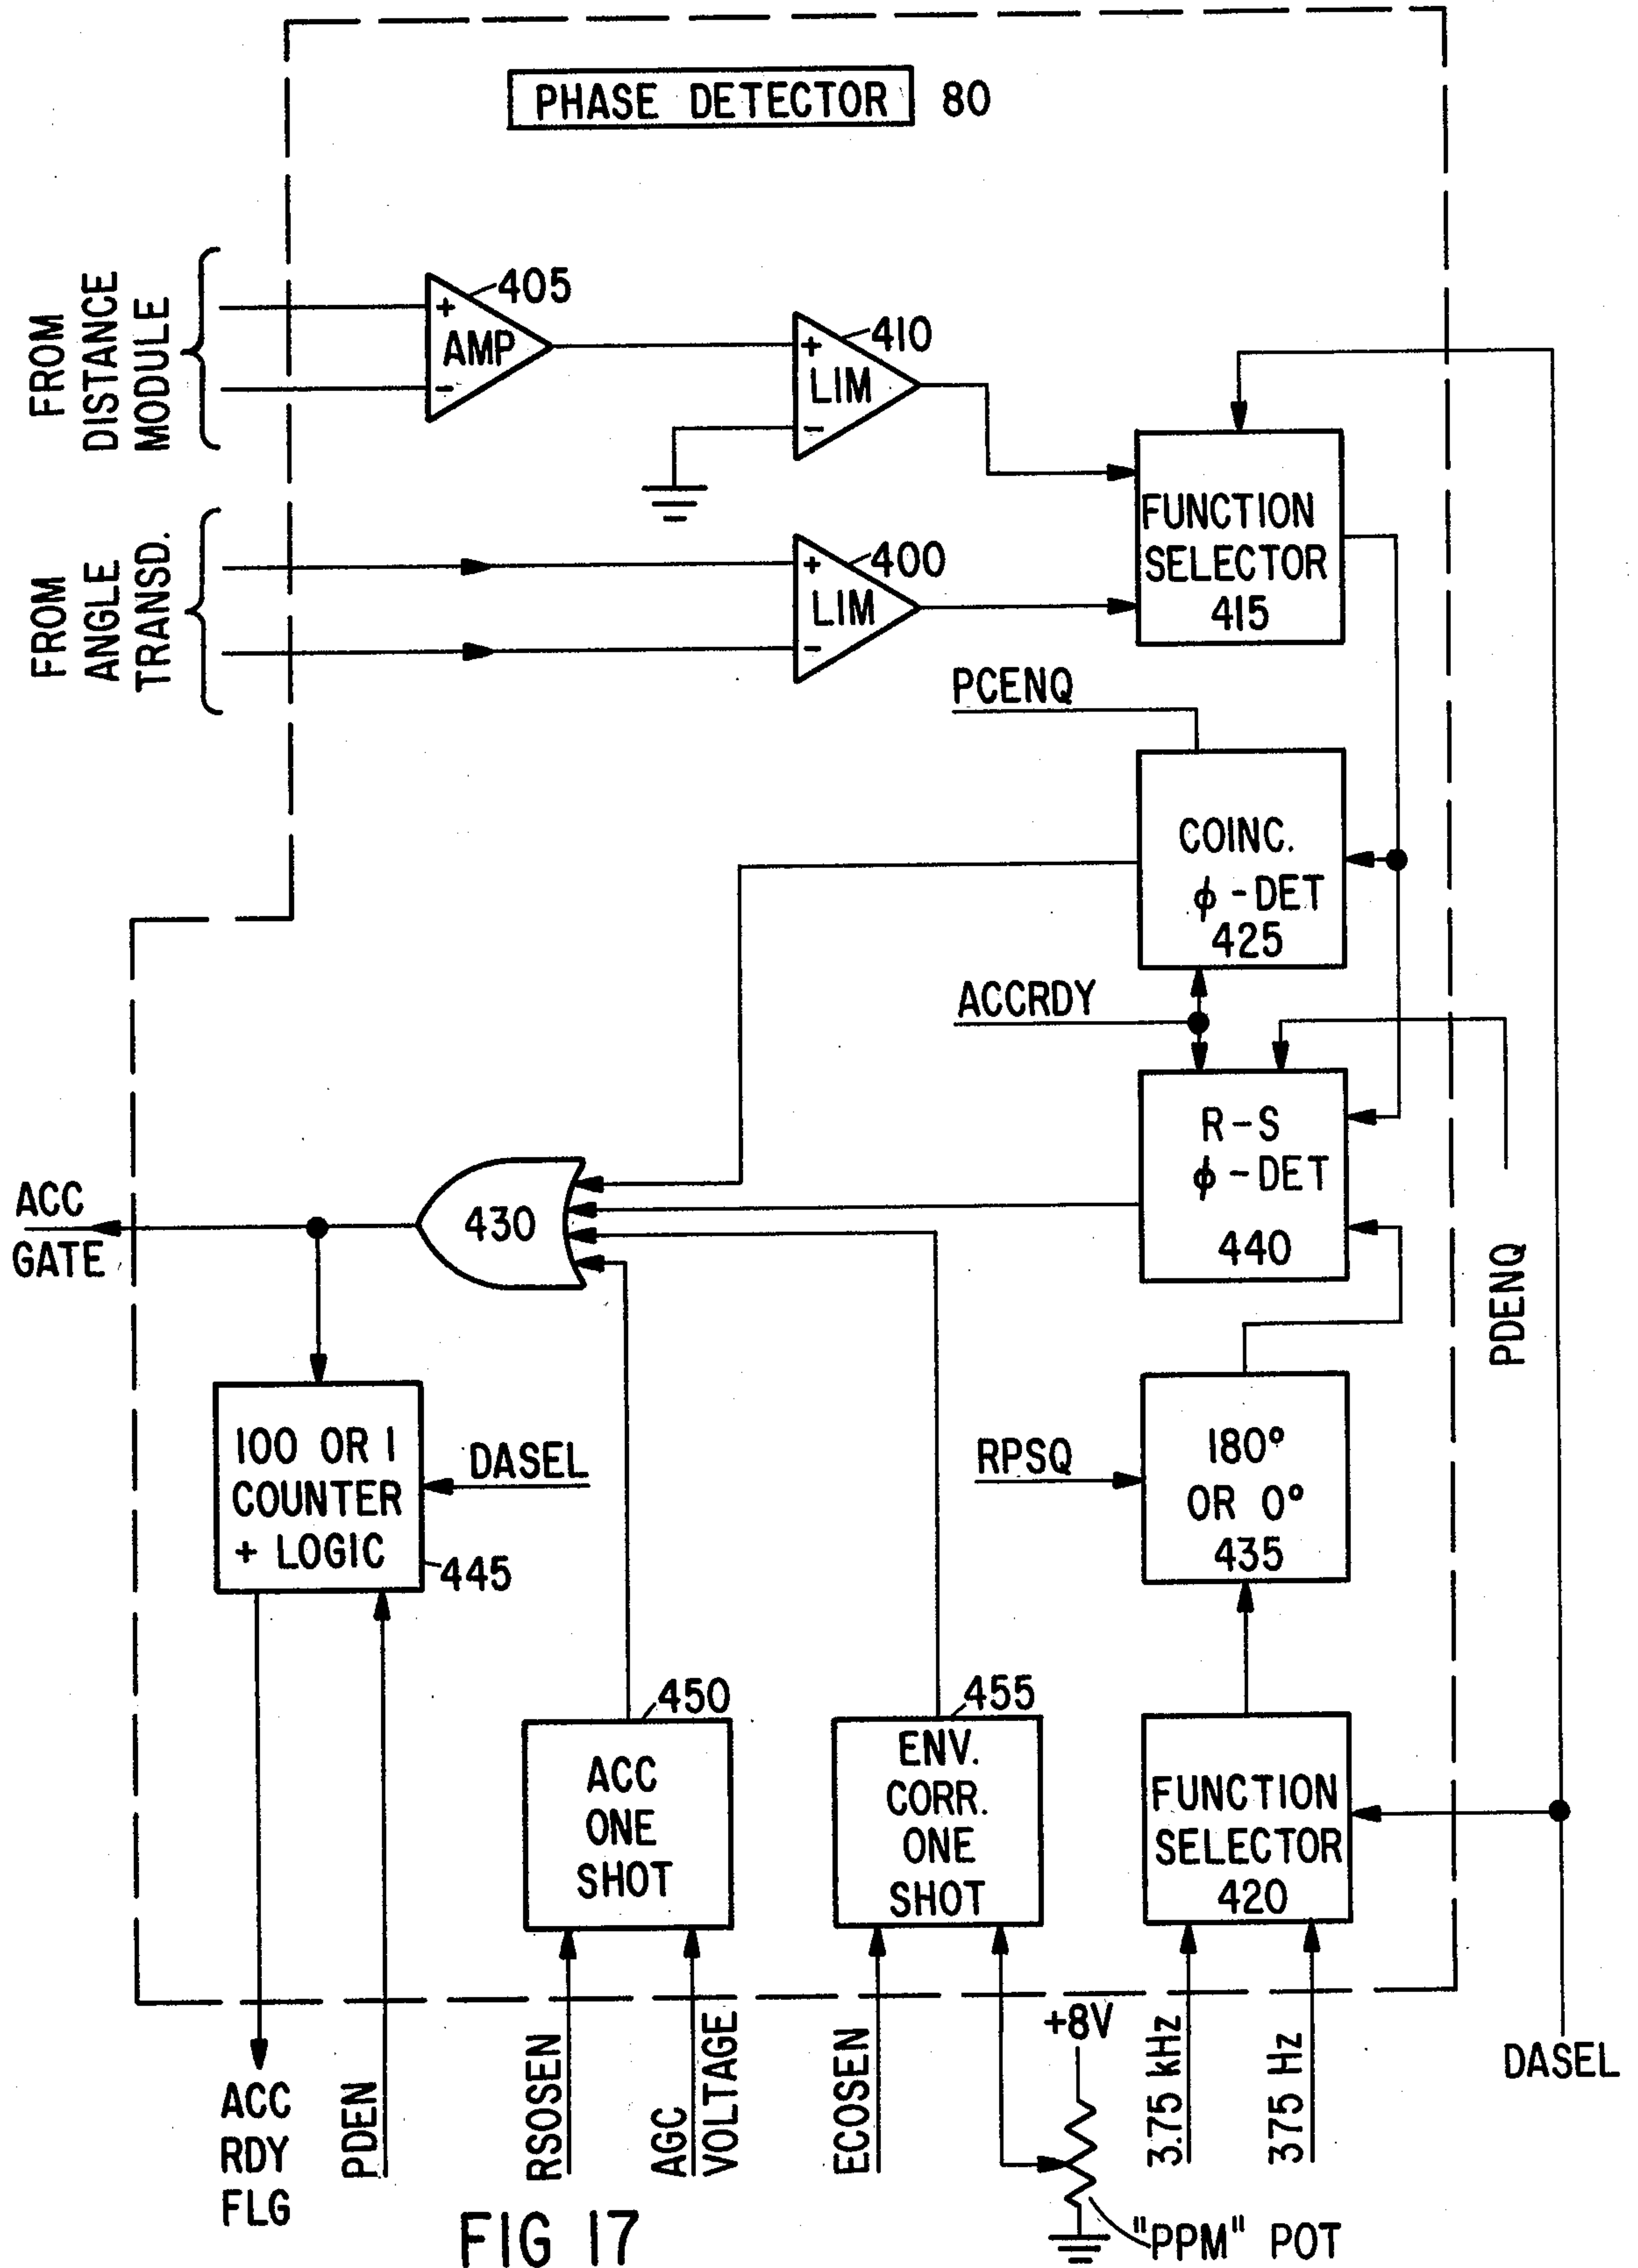 PHASE DETECTOR 80
FROM
DISTANCE
MODULE
+
AMP
-
405
+
LIM
-
410
FROM
ANGLE
TRANSD.
+
LIM
-
400
FUNCTION
SELECTOR
415
PCENQ
COINC.
ϕ-DET
425
ACCRDY
R-S
ϕ-DET
440
PDENQ
ACC
GATE
430
100 OR 1
COUNTER
+ LOGIC
445
DASEL
RPSQ
180°
OR 0°
435
450
ACC
ONE
SHOT
455
ENV.
CORR.
ONE
SHOT
FUNCTION
SELECTOR
420
ACC
RDY
FLG
PDEN
RSOSEN
AGC
VOLTAGE
ECOSEN
+8V
3.75 kHz
375 Hz
DASEL
"PPM" POT
FIG 17